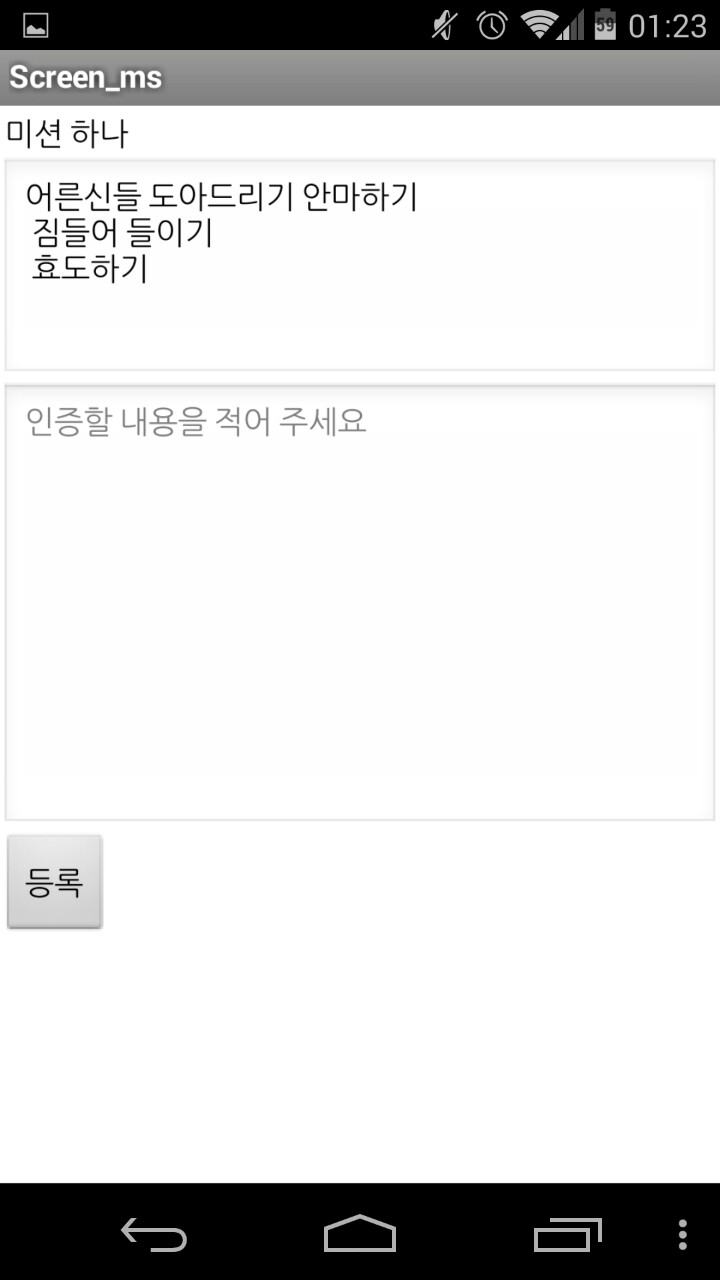 59 01:23
Screen_ms
미션 하나
어른신들 도아드리기 안마하기
짐들어 들이기
효도하기
인증할 내용을 적어 주세요
등록